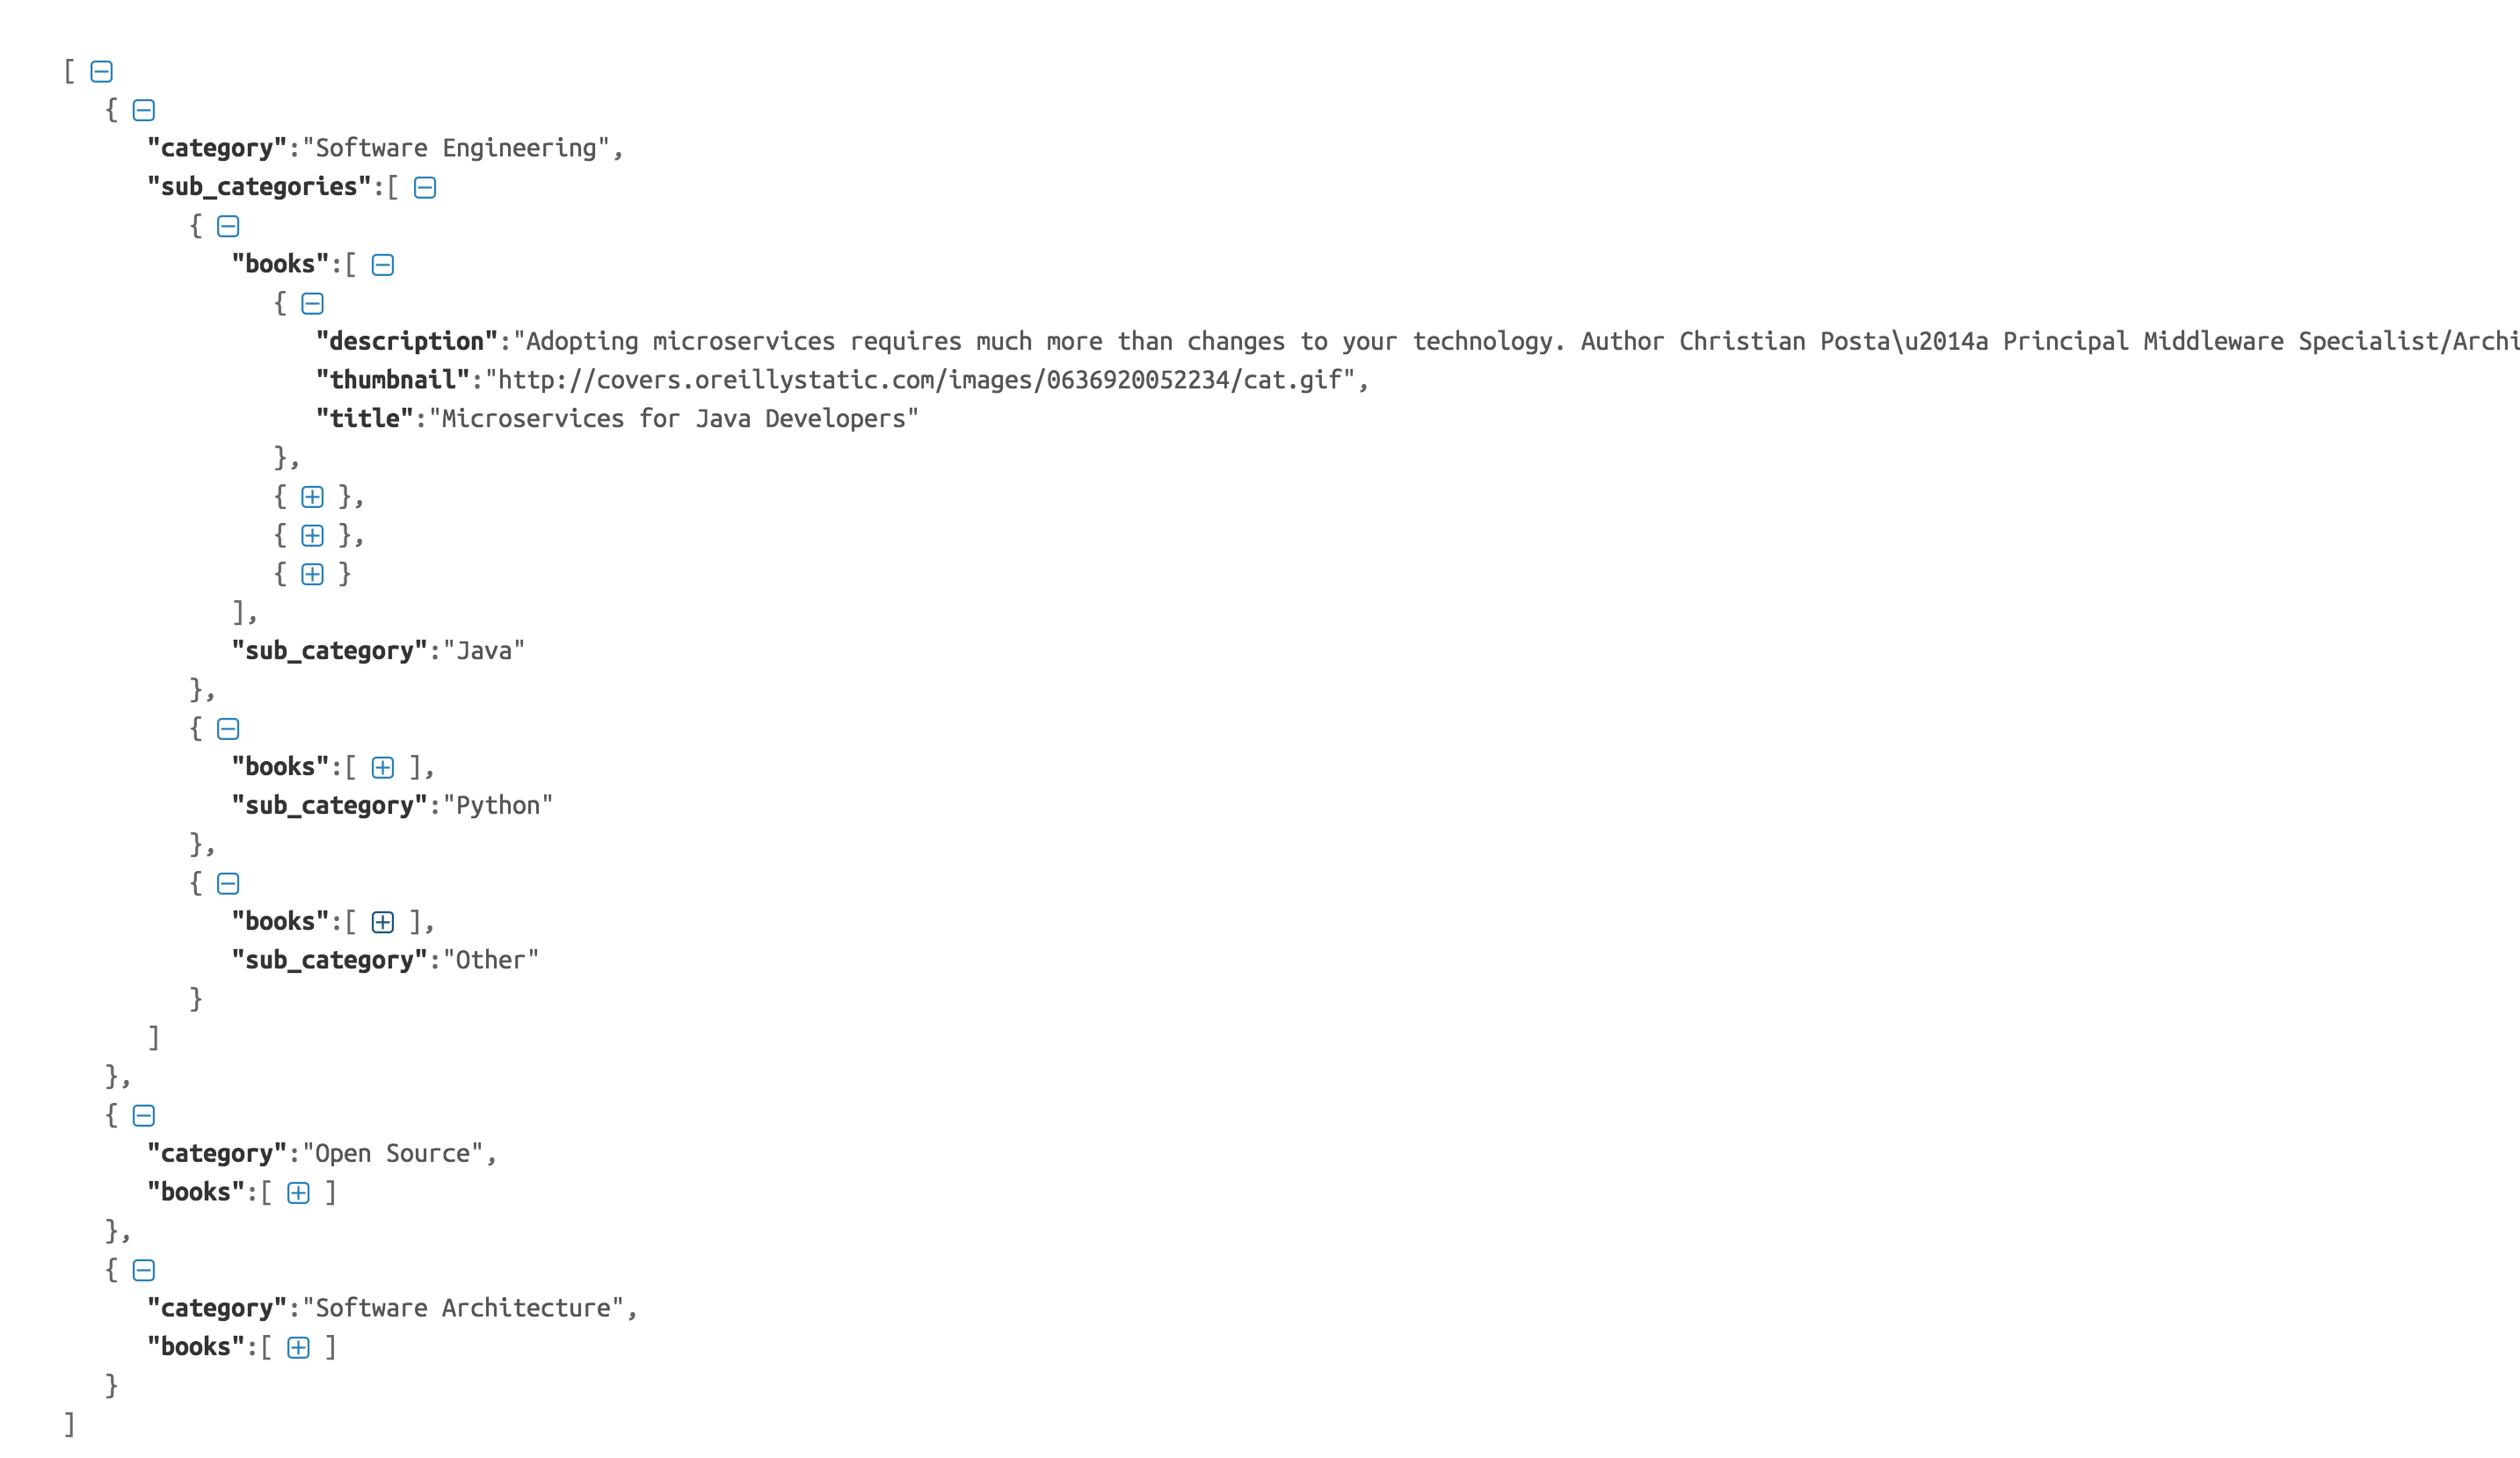 [
{
"category":"Software Engineering",
"sub_categories":[
{
"books":[
{
"description":"Adopting microservices requires much more than changes to your technology. Author Christian Posta\u2014a Principal Middleware Specialist/Archi
"thumbnail":"http://covers.oreillystatic.com/images/0636920052234/cat.gif",
"title":"Microservices for Java Developers"
},
{ },
{ },
{ }
],
"sub_category":"Java"
},
{
"books":[ ],
"sub_category":"Python"
},
{
"books":[ ],
"sub_category":"Other"
}
]
},
{
"category":"Open Source",
"books":[ ]
},
{
"category":"Software Architecture",
"books":[ ]
}
]